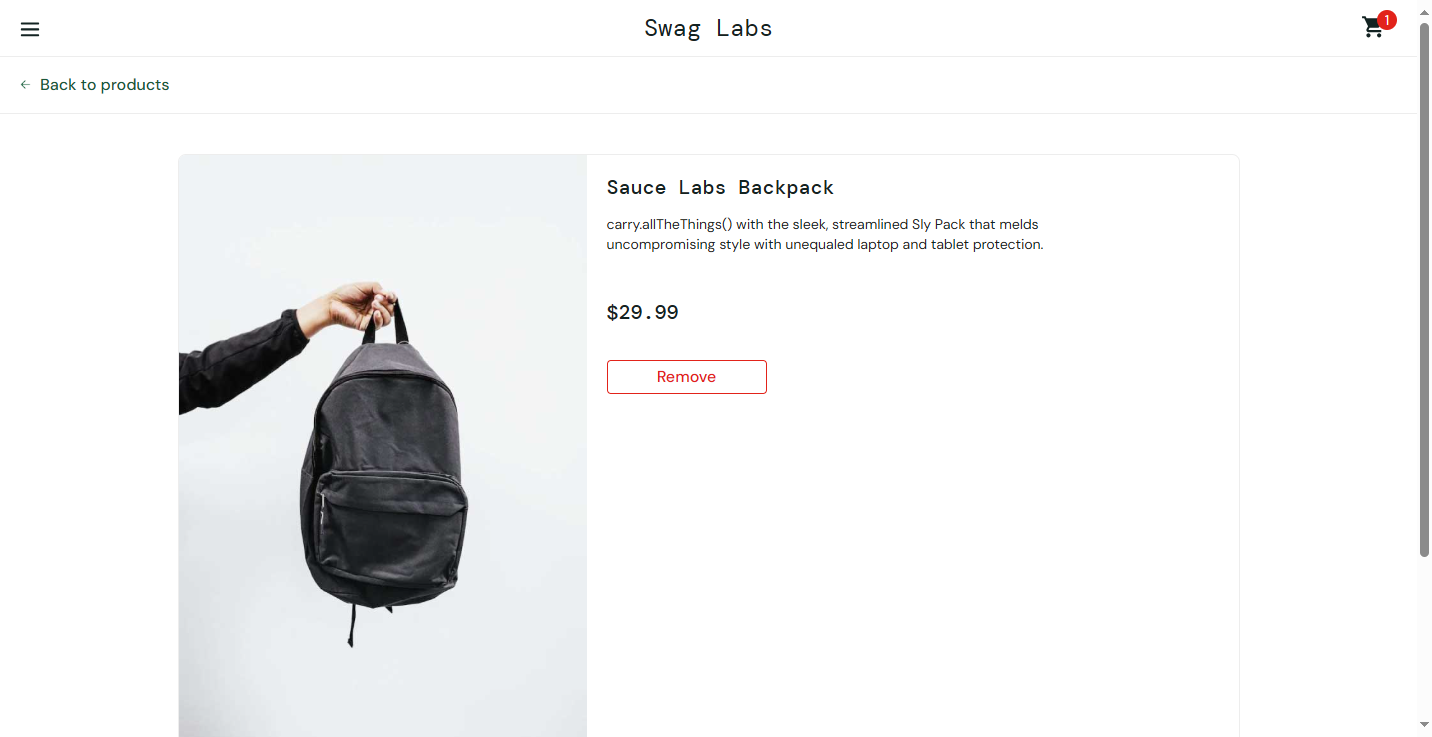 Swag Labs
1
Back to products
Sauce Labs Backpack
carry.allTheThings() with the sleek, streamlined Sly Pack that melds
uncompromising style with unequaled laptop and tablet protection.
$29.99
Remove